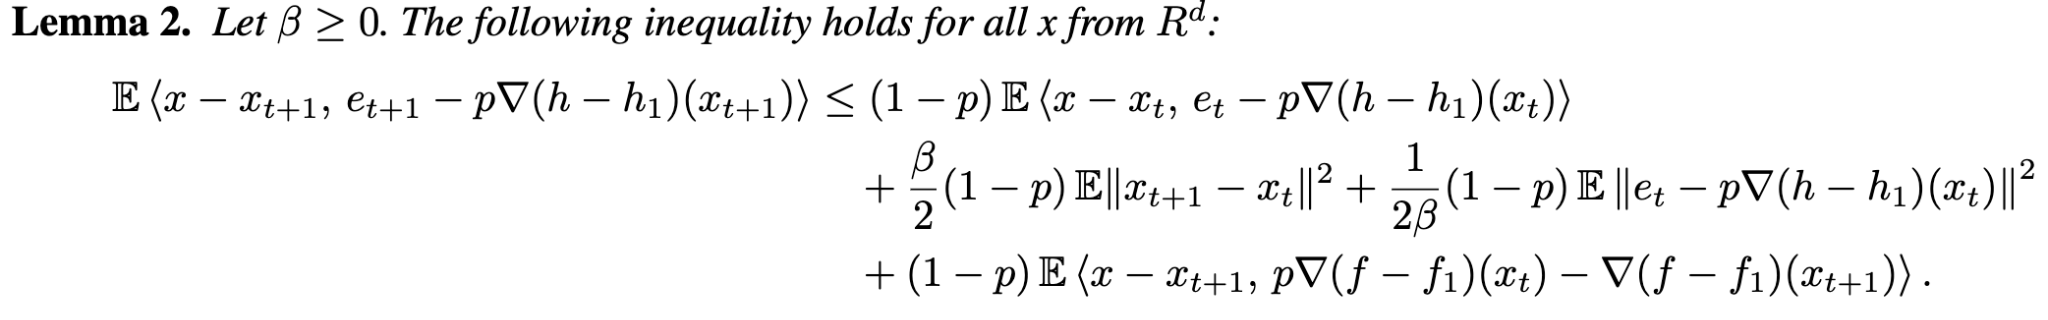 Lemma 2. Let β ≥ 0. The following inequality holds for all x from R^d:
𝔼 ⟨x − x_{t+1}, e_{t+1} − p∇(h − h_1)(x_{t+1})⟩ ≤ (1 − p) 𝔼 ⟨x − x_t, e_t − p∇(h − h_1)(x_t)⟩
+ \frac{β}{2}(1 − p) 𝔼‖x_{t+1} − x_t‖^2 + \frac{1}{2β}(1 − p) 𝔼 ‖e_t − p∇(h − h_1)(x_t)‖^2
+ (1 − p) 𝔼 ⟨x − x_{t+1}, p∇(f − f_1)(x_t) − ∇(f − f_1)(x_{t+1})⟩ .